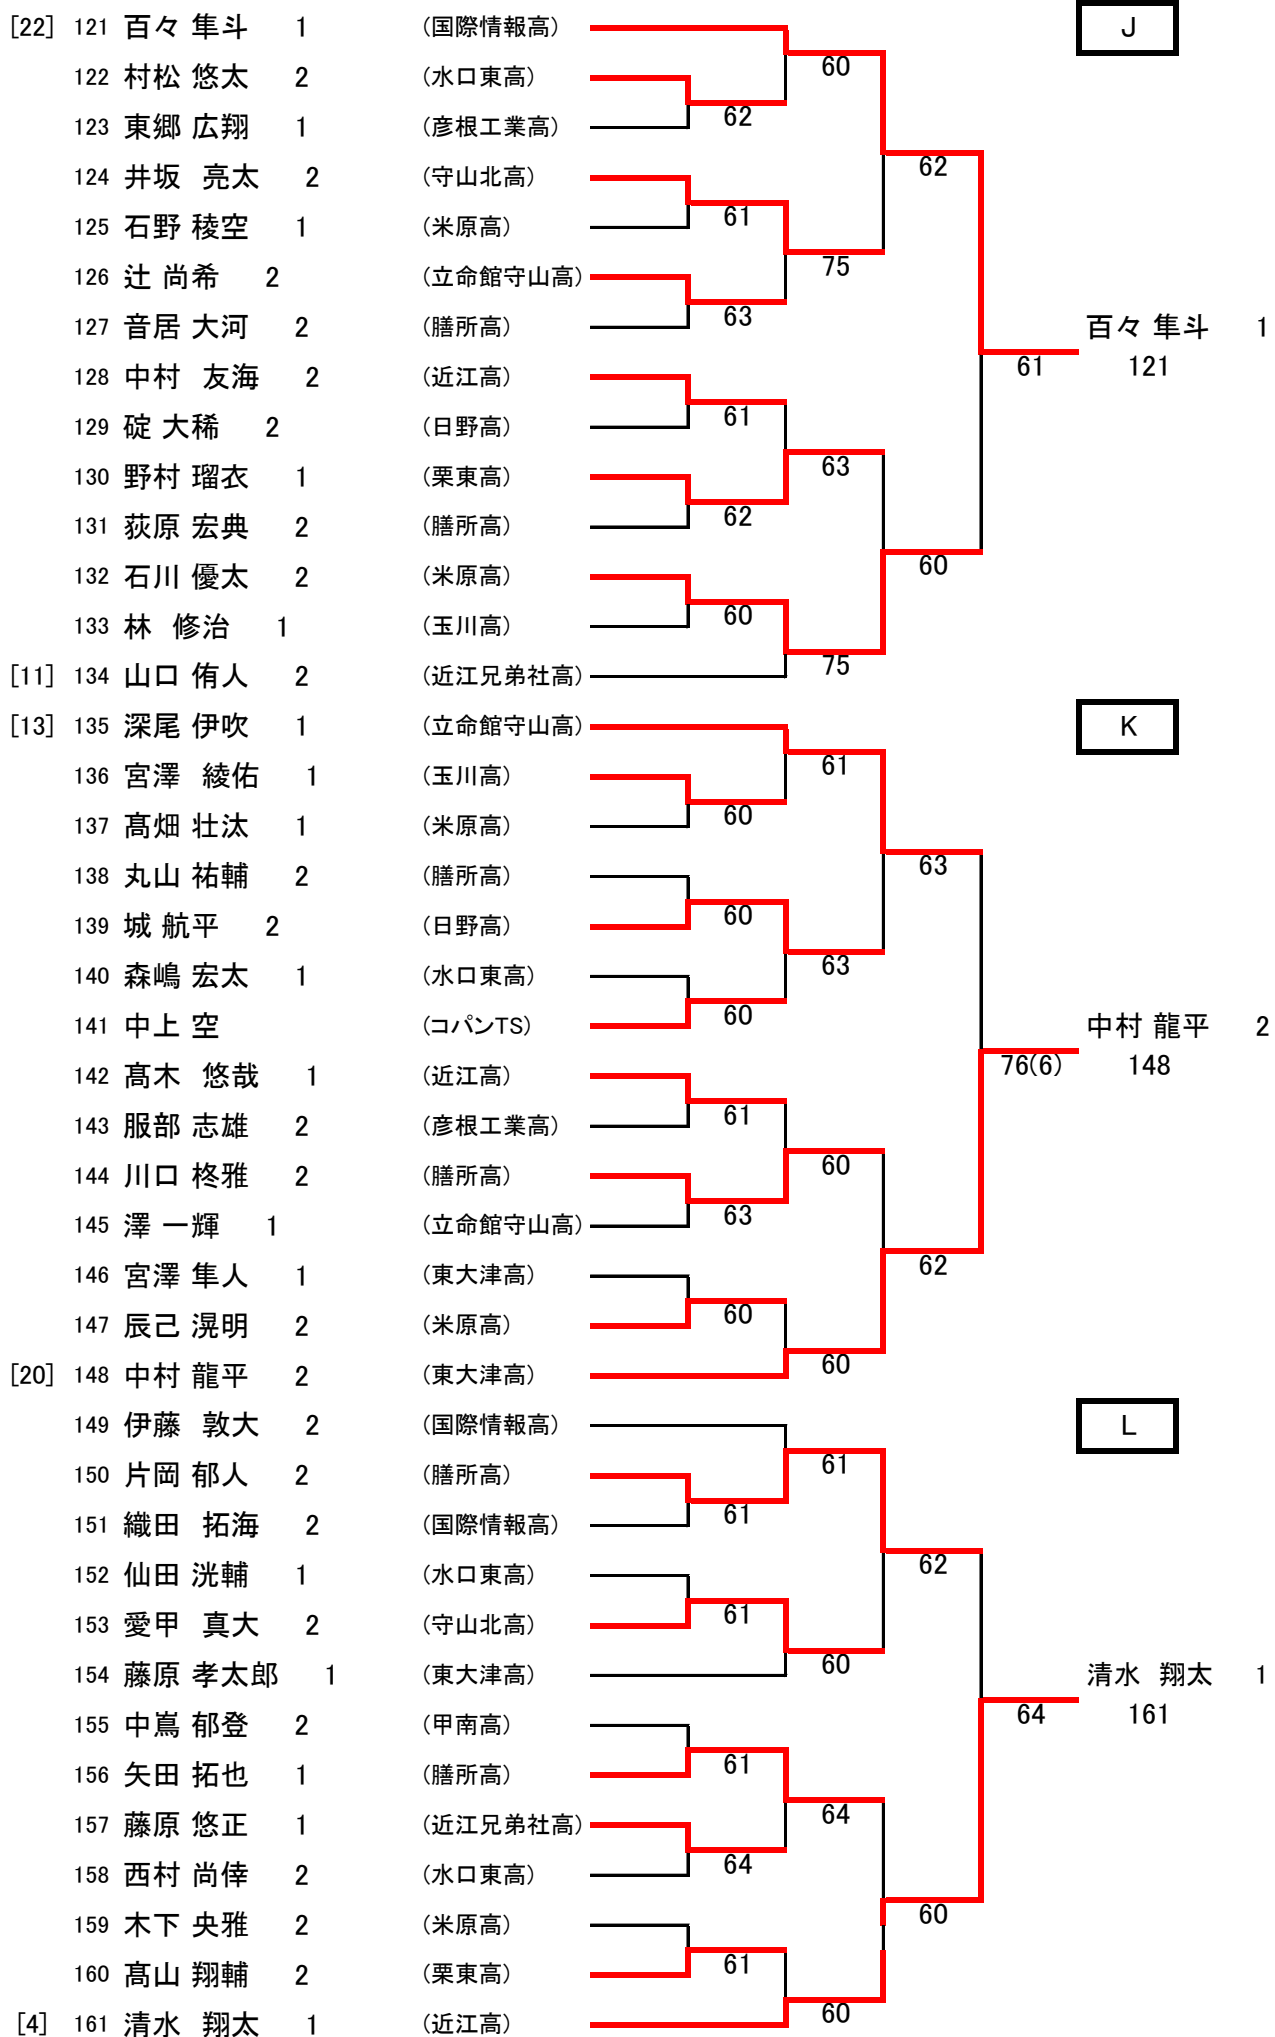 [22] 121 百々 隼斗 1 (国際情報高) J
60
122 村松 悠太 2 (水口東高)
62
123 東郷 広翔 1 (彦根工業高)
62
124 井坂 亮太 2 (守山北高)
61
125 石野 稜空 1 (米原高)
75
126 辻 尚希 2 (立命館守山高)
63
127 音居 大河 2 (膳所高) 百々 隼斗 1
61 121
128 中村 友海 2 (近江高)
61
129 碇 大稀 2 (日野高)
63
130 野村 瑠衣 1 (栗東高)
62
131 荻原 宏典 2 (膳所高)
60
132 石川 優太 2 (米原高)
60
133 林 修治 1 (玉川高)
75
[11] 134 山口 侑人 2 (近江兄弟社高)
[13] 135 深尾 伊吹 1 (立命館守山高) K
61
136 宮澤 綾佑 1 (玉川高)
60
137 髙畑 壮汰 1 (米原高)
63
138 丸山 祐輔 2 (膳所高)
60
139 城 航平 2 (日野高)
63
140 森嶋 宏太 1 (水口東高)
60
141 中上 空 (コパンTS) 中村 龍平 2
76(6) 148
142 髙木 悠哉 1 (近江高)
61
143 服部 志雄 2 (彦根工業高)
60
144 川口 柊雅 2 (膳所高)
63
145 澤 一輝 1 (立命館守山高)
62
146 宮澤 隼人 1 (東大津高)
60
147 辰己 滉明 2 (米原高)
60
[20] 148 中村 龍平 2 (東大津高)
149 伊藤 敦大 2 (国際情報高) L
61
150 片岡 郁人 2 (膳所高)
61
151 織田 拓海 2 (国際情報高)
62
152 仙田 洸輔 1 (水口東高)
61
153 愛甲 真大 2 (守山北高)
60
154 藤原 孝太郎 1 (東大津高) 清水 翔太 1
64 161
155 中嶌 郁登 2 (甲南高)
61
156 矢田 拓也 1 (膳所高)
64
157 藤原 悠正 1 (近江兄弟社高)
64
158 西村 尚倖 2 (水口東高)
60
159 木下 央雅 2 (米原高)
61
160 髙山 翔輔 2 (栗東高)
60
[4] 161 清水 翔太 1 (近江高)